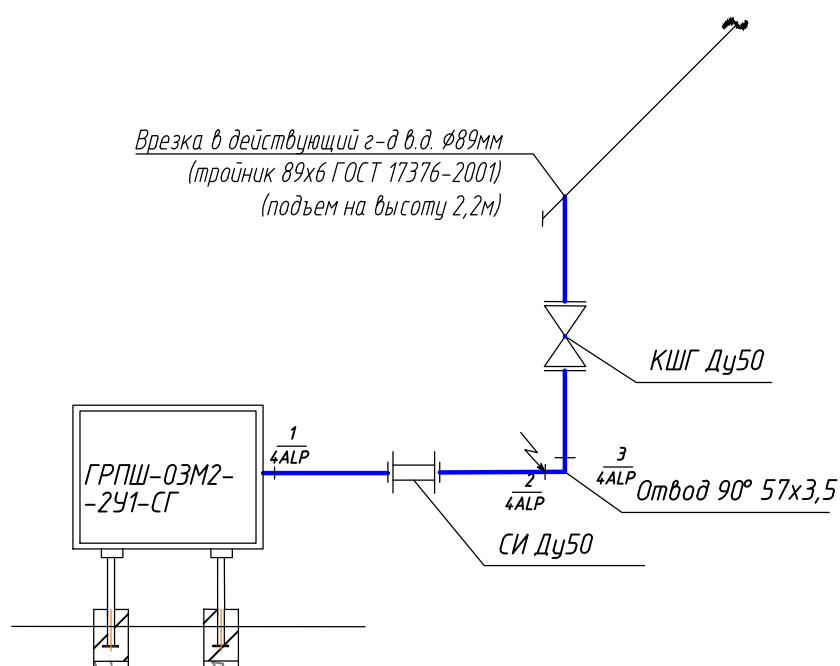 Врезка в действующий г-д в.д. Ø89мм
(тройник 89х6 ГОСТ 17376-2001)
(подъем на высоту 2,2м)
КШГ Ду50
ГРПШ-03М2-
-2У1-СГ
1
4ALP
2
4ALP
3
4ALP
Отвод 90° 57х3,5
СИ Ду50